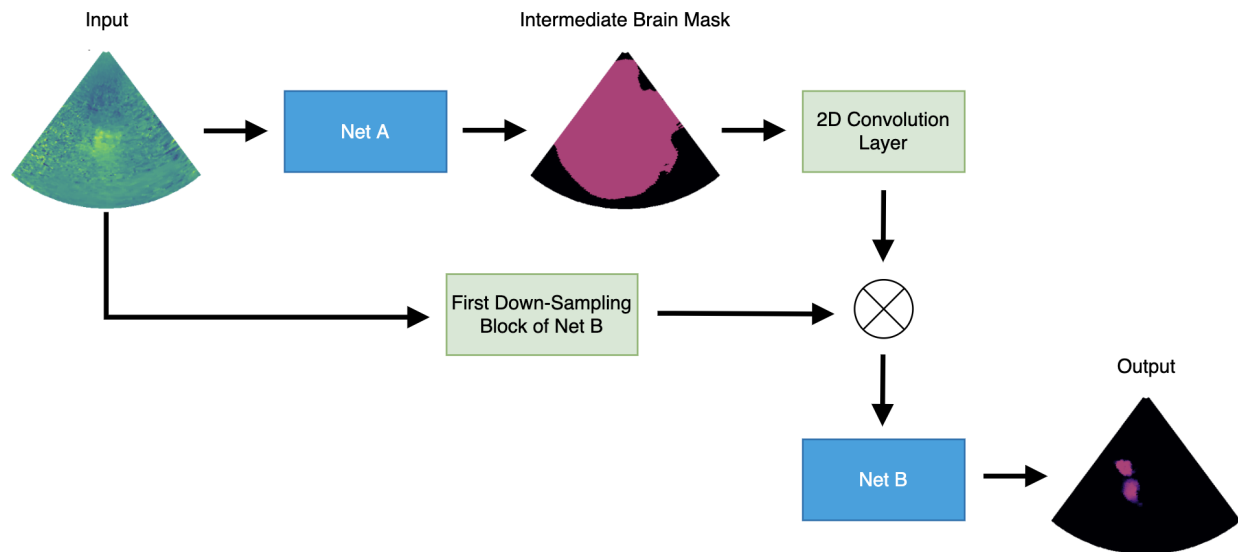 Input
Intermediate Brain Mask
Net A
2D Convolution
Layer
First Down-Sampling
Block of Net B
Output
Net B